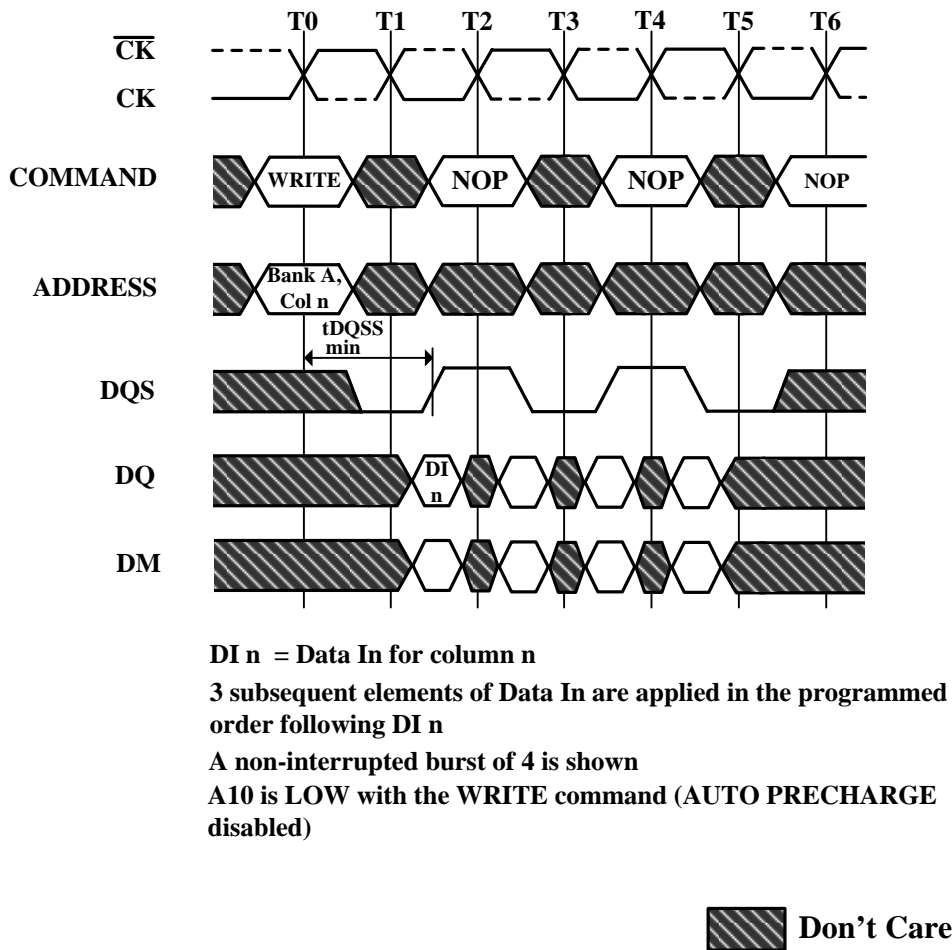 T0 T1 T2 T3 T4 T5 T6
CK
CK
COMMAND WRITE NOP NOP NOP
ADDRESS Bank A,
Col n
tDQSS
min
DQS
DQ DI
n
DM
DI n = Data In for column n
3 subsequent elements of Data In are applied in the programmed
order following DI n
A non-interrupted burst of 4 is shown
A10 is LOW with the WRITE command (AUTO PRECHARGE
disabled)
Don't Care